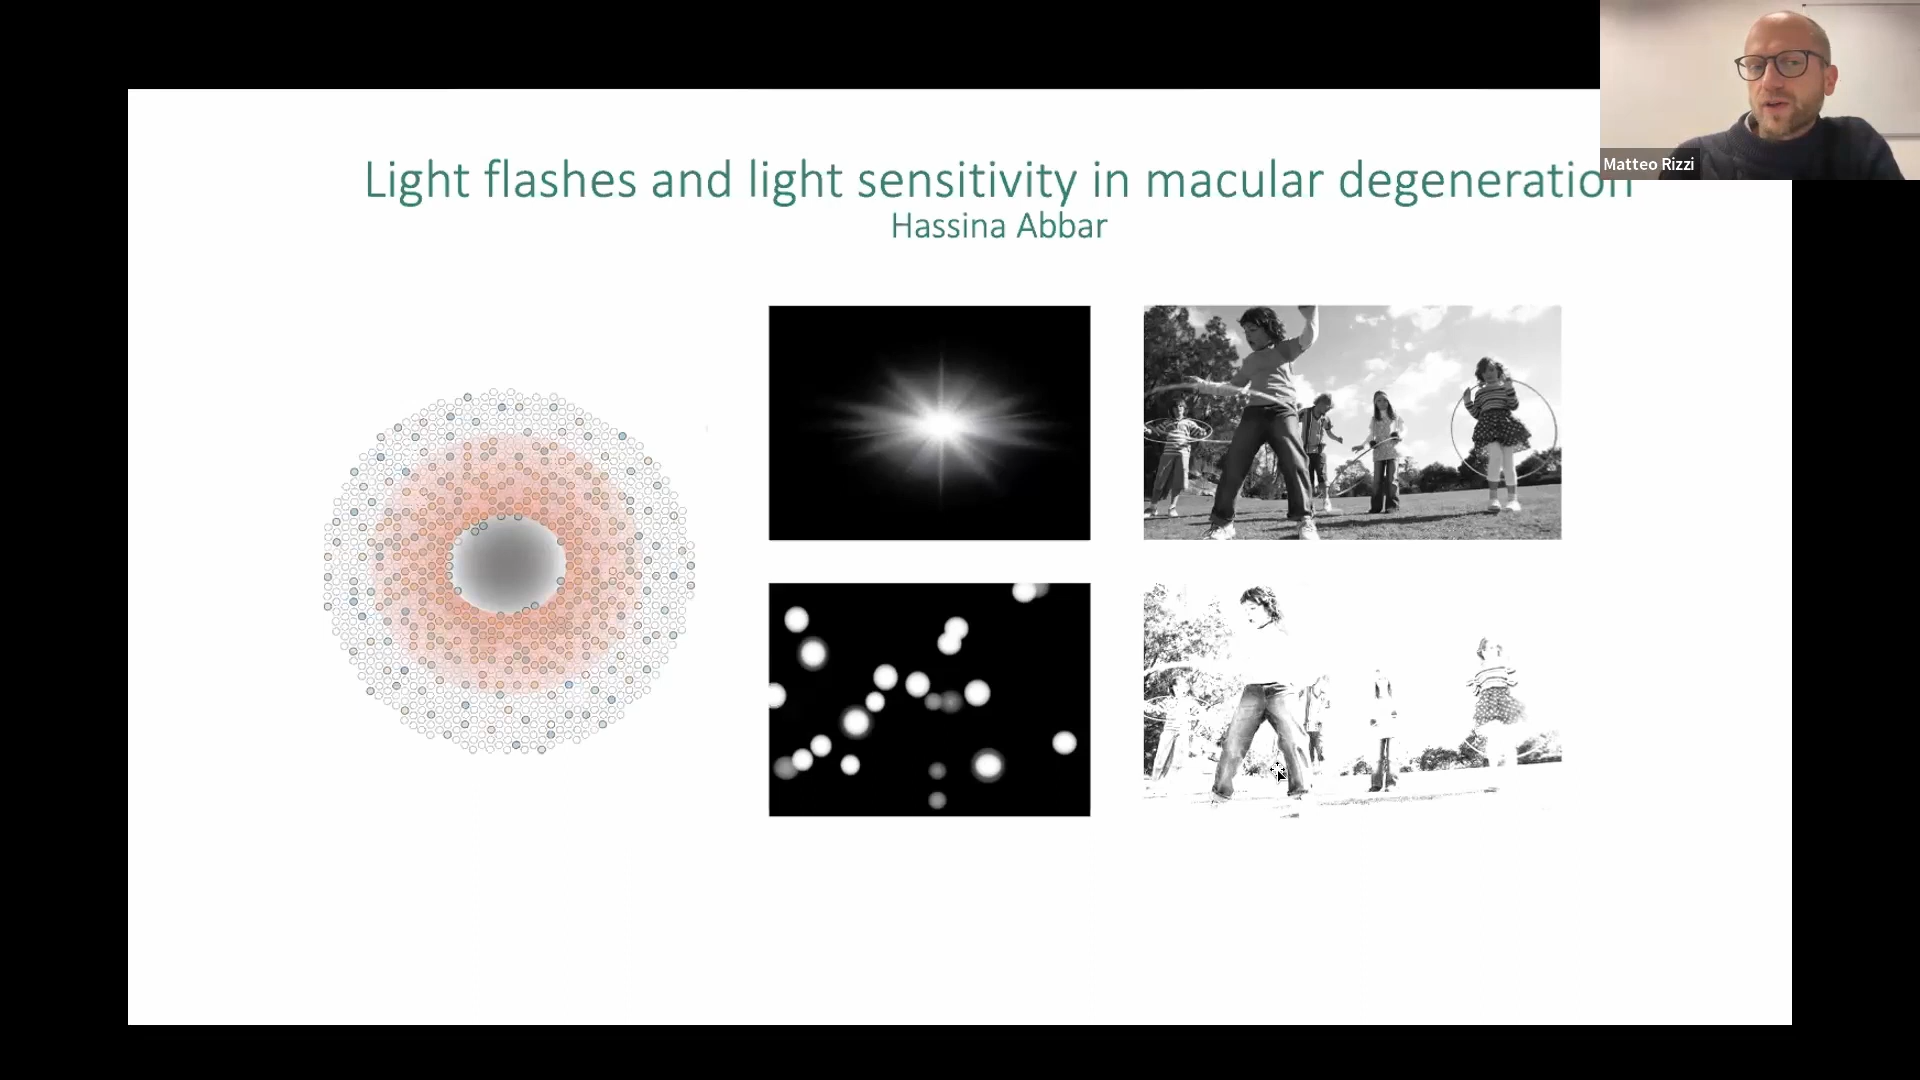 Light flashes and light sensitivity in macular degeneration
Hassina Abbar
Matteo Rizzi